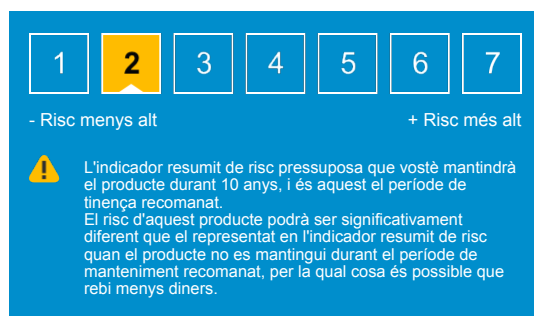 1 2 3 4 5 6 7
- Risc menys alt + Risc més alt
L'indicador resumit de risc pressuposa que vostè mantindrà
el producte durant 10 anys, i és aquest el període de
tinença recomanat.
El risc d'aquest producte podrà ser significativament
diferent que el representat en l'indicador resumit de risc
quan el producte no es mantingui durant el període de
manteniment recomanat, per la qual cosa és possible que
rebi menys diners.